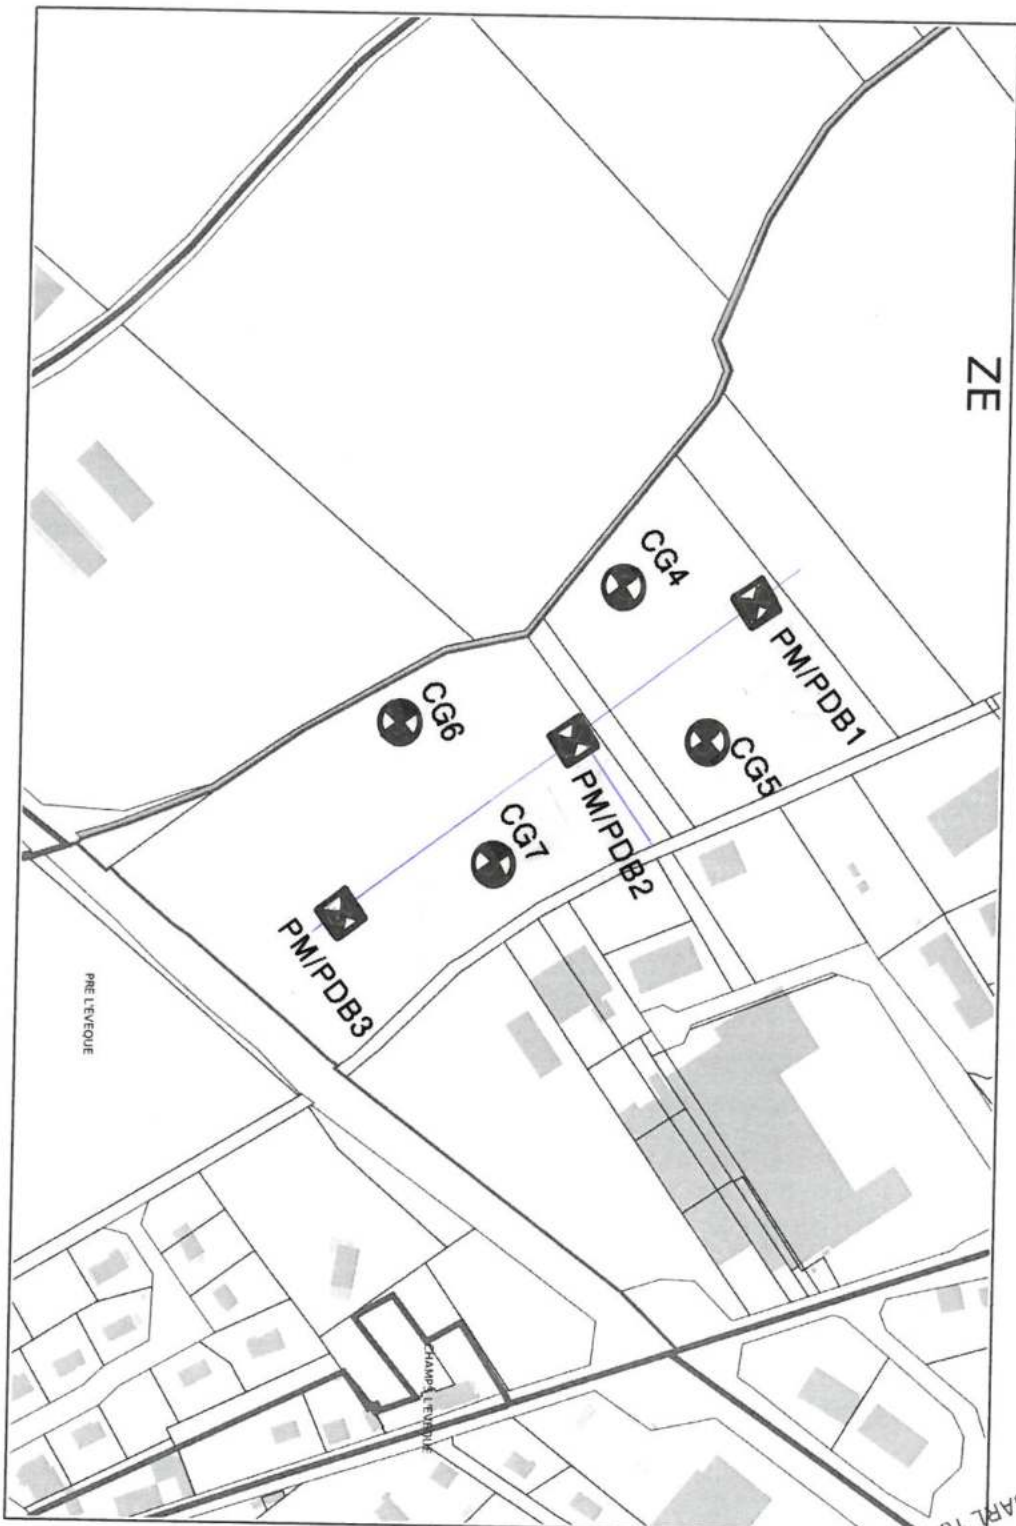 ZE
CG4
PM/PDB1
CG5
CG6
PM/PDB2
CG7
PM/PDB3
PRE L'EVEQUE
CHAMPS L'EVEQUE